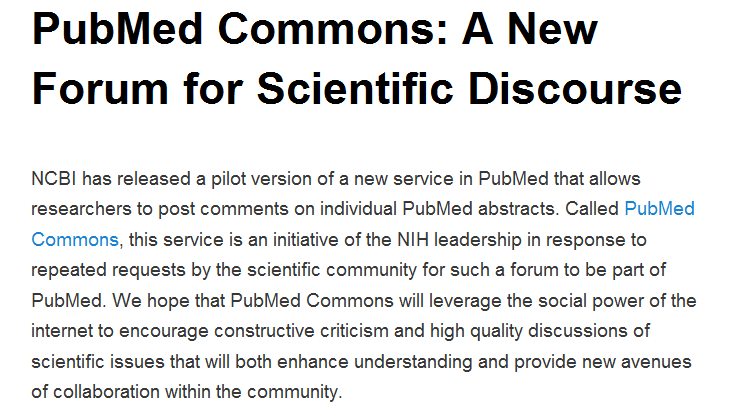 PubMed Commons: A New
Forum for Scientific Discourse
NCBI has released a pilot version of a new service in PubMed that allows
researchers to post comments on individual PubMed abstracts. Called PubMed
Commons, this service is an initiative of the NIH leadership in response to
repeated requests by the scientific community for such a forum to be part of
PubMed. We hope that PubMed Commons will leverage the social power of the
internet to encourage constructive criticism and high quality discussions of
scientific issues that will both enhance understanding and provide new avenues
of collaboration within the community.